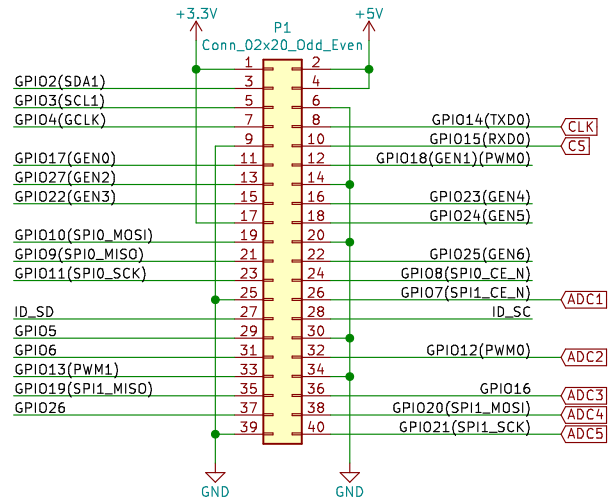 +3.3V +5V
P1
Conn_02x20_Odd_Even
1 2
GPIO2(SDA1) 3 4
GPIO3(SCL1) 5 6
GPIO4(GCLK) 7 8 GPIO14(TXD0) CLK
9 10 GPIO15(RXD0) CS
GPIO17(GEN0) 11 12 GPIO18(GEN1)(PWM0)
GPIO27(GEN2) 13 14
GPIO22(GEN3) 15 16 GPIO23(GEN4)
17 18 GPIO24(GEN5)
GPIO10(SPI0_MOSI) 19 20
GPIO9(SPI0_MISO) 21 22 GPIO25(GEN6)
GPIO11(SPI0_SCK) 23 24 GPIO8(SPI0_CE_N)
25 26 GPIO7(SPI1_CE_N) ADC1
ID_SD 27 28 ID_SC
GPIO5 29 30
GPIO6 31 32 GPIO12(PWM0) ADC2
GPIO13(PWM1) 33 34
GPIO19(SPI1_MISO) 35 36 GPIO16 ADC3
GPIO26 37 38 GPIO20(SPI1_MOSI) ADC4
39 40 GPIO21(SPI1_SCK) ADC5
GND GND